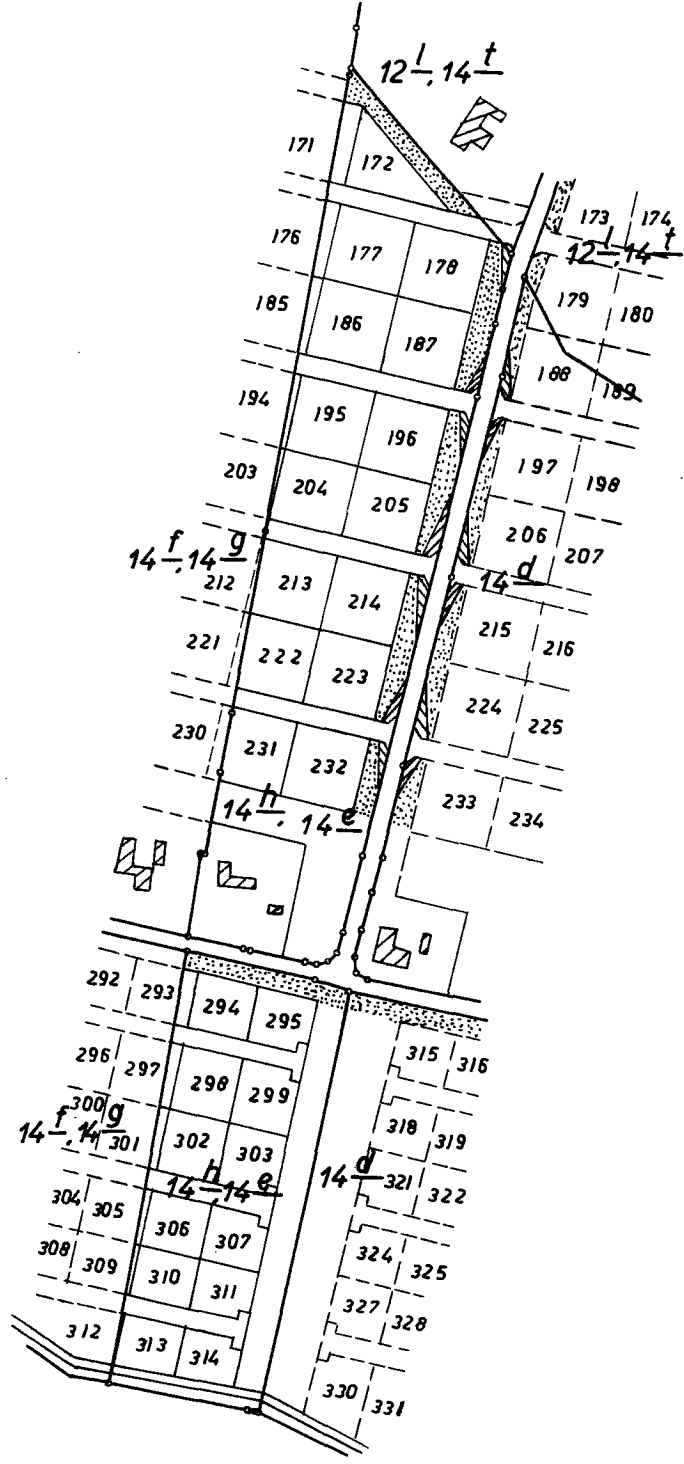 12 l, 14 t
171 172
173 174
12 l, 14 t
176 177 178
179 180
185 186 187
188 189
194 195 196
197 198
203 204 205
206 207
14 f, 14 g
14 d
212 213 214
215 216
221 222 223
224 225
230 231 232
233 234
14 h, 14 e
292 293 294 295
315 316
296 297 298 299
300 301 302 303
318 319
14 f, 14 g
14 h, 14 e
14 d
321 322
304 305 306 307
308 309 310 311
324 325
327 328
312 313 314
330 331